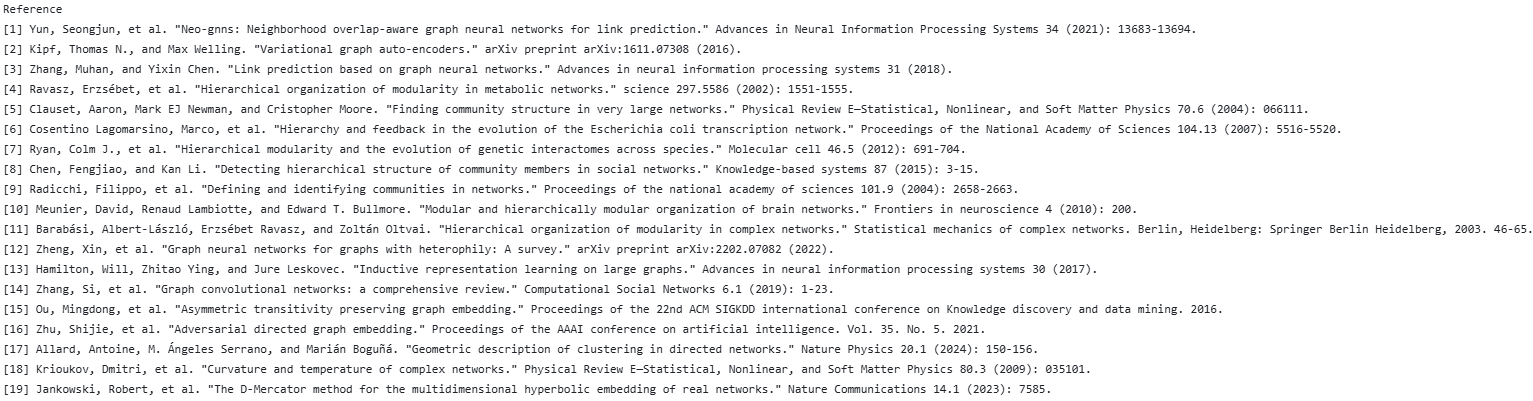 Reference
[1] Yun, Seongjun, et al. "Neo-gnns: Neighborhood overlap-aware graph neural networks for link prediction." Advances in Neural Information Processing Systems 34 (2021): 13683-13694.
[2] Kipf, Thomas N., and Max Welling. "Variational graph auto-encoders." arXiv preprint arXiv:1611.07308 (2016).
[3] Zhang, Muhan, and Yixin Chen. "Link prediction based on graph neural networks." Advances in neural information processing systems 31 (2018).
[4] Ravasz, Erzsébet, et al. "Hierarchical organization of modularity in metabolic networks." science 297.5586 (2002): 1551-1555.
[5] Clauset, Aaron, Mark EJ Newman, and Cristopher Moore. "Finding community structure in very large networks." Physical Review E—Statistical, Nonlinear, and Soft Matter Physics 70.6 (2004): 066111.
[6] Cosentino Lagomarsino, Marco, et al. "Hierarchy and feedback in the evolution of the Escherichia coli transcription network." Proceedings of the National Academy of Sciences 104.13 (2007): 5516-5520.
[7] Ryan, Colm J., et al. "Hierarchical modularity and the evolution of genetic interactomes across species." Molecular cell 46.5 (2012): 691-704.
[8] Chen, Fengjiao, and Kan Li. "Detecting hierarchical structure of community members in social networks." Knowledge-based systems 87 (2015): 3-15.
[9] Radicchi, Filippo, et al. "Defining and identifying communities in networks." Proceedings of the national academy of sciences 101.9 (2004): 2658-2663.
[10] Meunier, David, Renaud Lambiotte, and Edward T. Bullmore. "Modular and hierarchically modular organization of brain networks." Frontiers in neuroscience 4 (2010): 200.
[11] Barabási, Albert-László, Erzsébet Ravasz, and Zoltán Oltvai. "Hierarchical organization of modularity in complex networks." Statistical mechanics of complex networks. Berlin, Heidelberg: Springer Berlin Heidelberg, 2003. 46-65.
[12] Zheng, Xin, et al. "Graph neural networks for graphs with heterophily: A survey." arXiv preprint arXiv:2202.07082 (2022).
[13] Hamilton, Will, Zhitao Ying, and Jure Leskovec. "Inductive representation learning on large graphs." Advances in neural information processing systems 30 (2017).
[14] Zhang, Si, et al. "Graph convolutional networks: a comprehensive review." Computational Social Networks 6.1 (2019): 1-23.
[15] Ou, Mingdong, et al. "Asymmetric transitivity preserving graph embedding." Proceedings of the 22nd ACM SIGKDD international conference on Knowledge discovery and data mining. 2016.
[16] Zhu, Shijie, et al. "Adversarial directed graph embedding." Proceedings of the AAAI conference on artificial intelligence. Vol. 35. No. 5. 2021.
[17] Allard, Antoine, M. Ángeles Serrano, and Marián Boguñá. "Geometric description of clustering in directed networks." Nature Physics 20.1 (2024): 150-156.
[18] Krioukov, Dmitri, et al. "Curvature and temperature of complex networks." Physical Review E—Statistical, Nonlinear, and Soft Matter Physics 80.3 (2009): 035101.
[19] Jankowski, Robert, et al. "The D-Mercator method for the multidimensional hyperbolic embedding of real networks." Nature Communications 14.1 (2023): 7585.